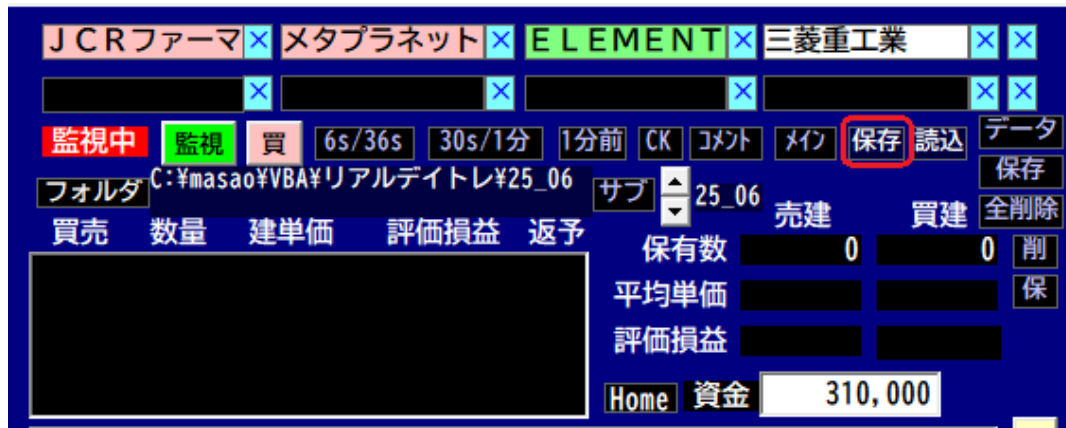 ＪＣＲファーマ × メタプラネット × ＥＬＥＭＥＮＴ × 三菱重工業 × ×
× × × × ×
監視中 監視 買 6s/36s 30s/1分 1分前 CK ｺﾒﾝﾄ ﾒｲﾝ 保存 読込 データ
保存
フォルダ C:¥masao¥VBA¥リアルデイトレ¥25_06 サブ 25_06 売建 買建 全削除
買売 数量 建単価 評価損益 返予
保有数 0 0 削
平均単価 保
評価損益
Home 資金 310,000